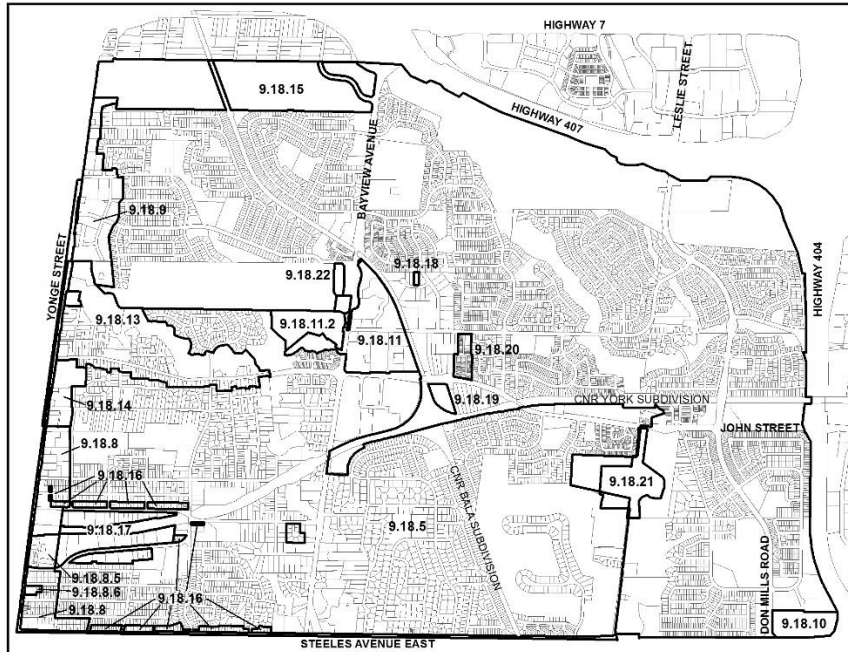 HIGHWAY 7
LESLIE STREET
9.18.15
HIGHWAY 407
BAYVIEW AVENUE
9.18.9
YONGE STREET
9.18.22
9.18.18
HIGHWAY 404
9.18.13
9.18.11.2
9.18.11
9.18.20
9.18.14
9.18.19
CNR YORK SUBDIVISION
JOHN STREET
9.18.8
9.18.16
9.18.21
CNR BALA SUBDIVISION
9.18.17
9.18.5
9.18.8.5
9.18.8.6
9.18.8
9.18.16
DON MILLS ROAD
9.18.10
STEELES AVENUE EAST